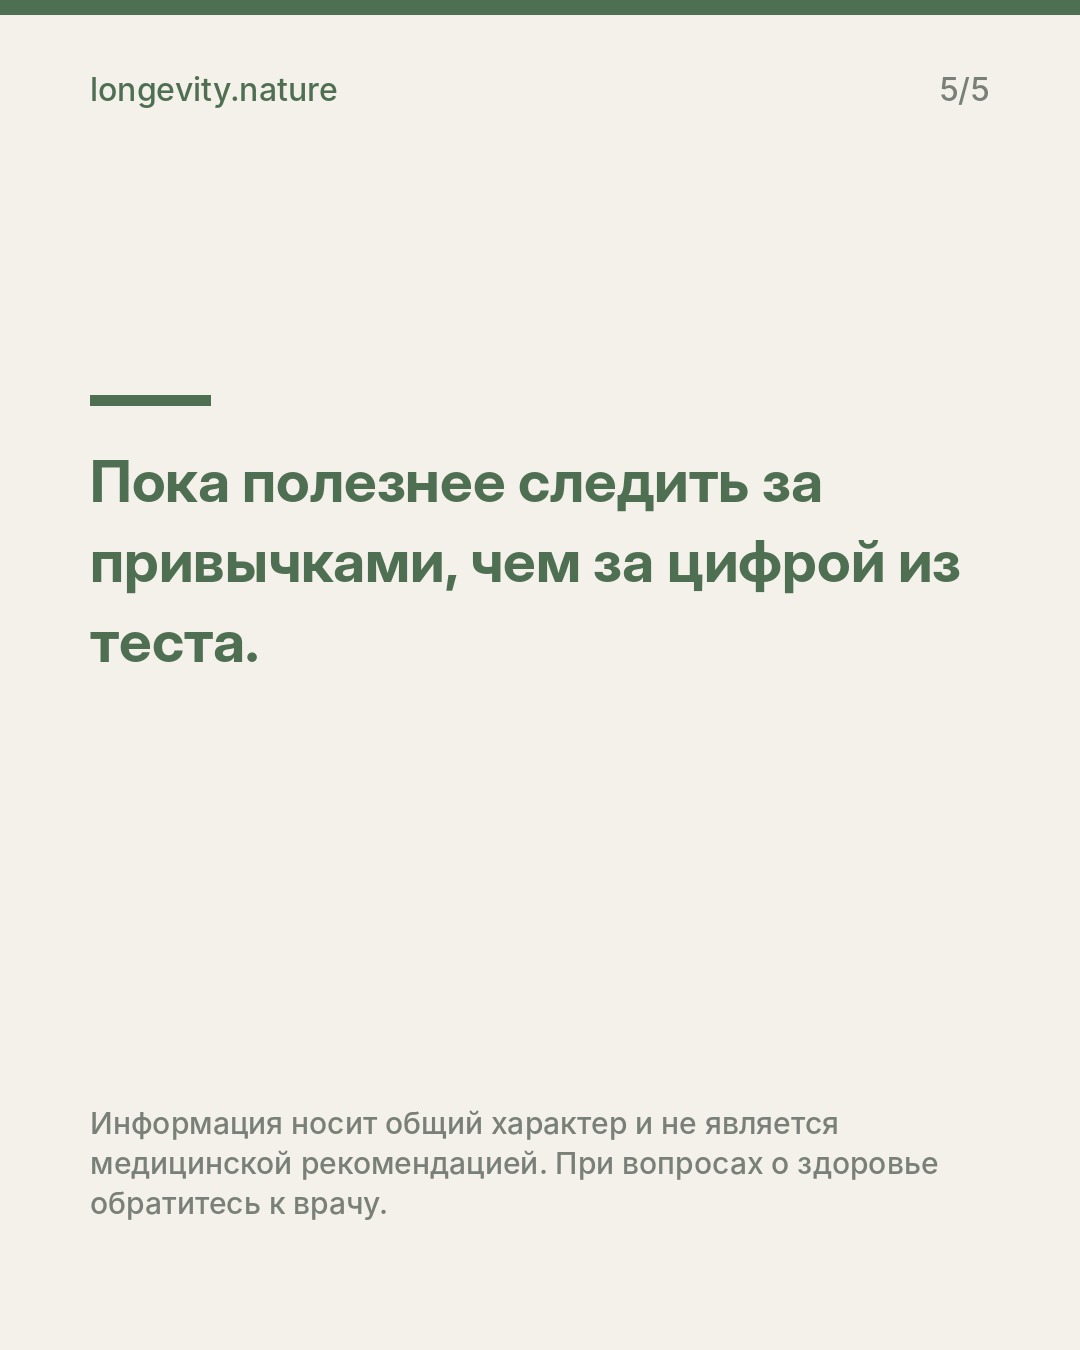 longevity.nature
5/5
Пока полезнее следить за
привычками, чем за цифрой из
теста.
Информация носит общий характер и не является
медицинской рекомендацией. При вопросах о здоровье
обратитесь к врачу.